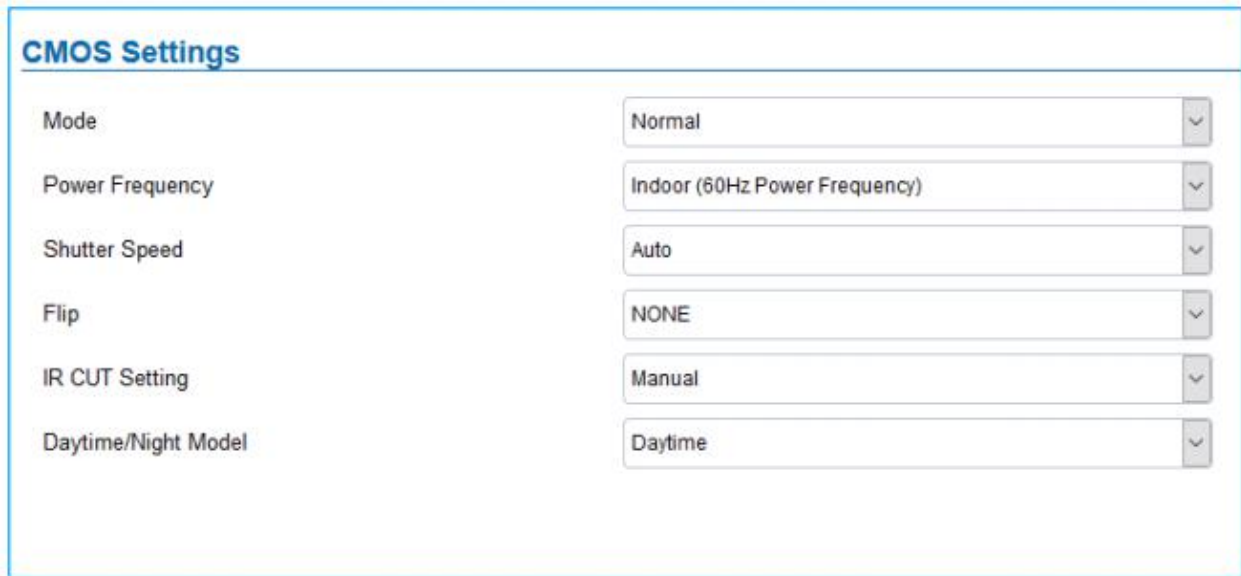 CMOS Settings
Mode Normal
Power Frequency Indoor (60Hz Power Frequency)
Shutter Speed Auto
Flip NONE
IR CUT Setting Manual
Daytime/Night Model Daytime